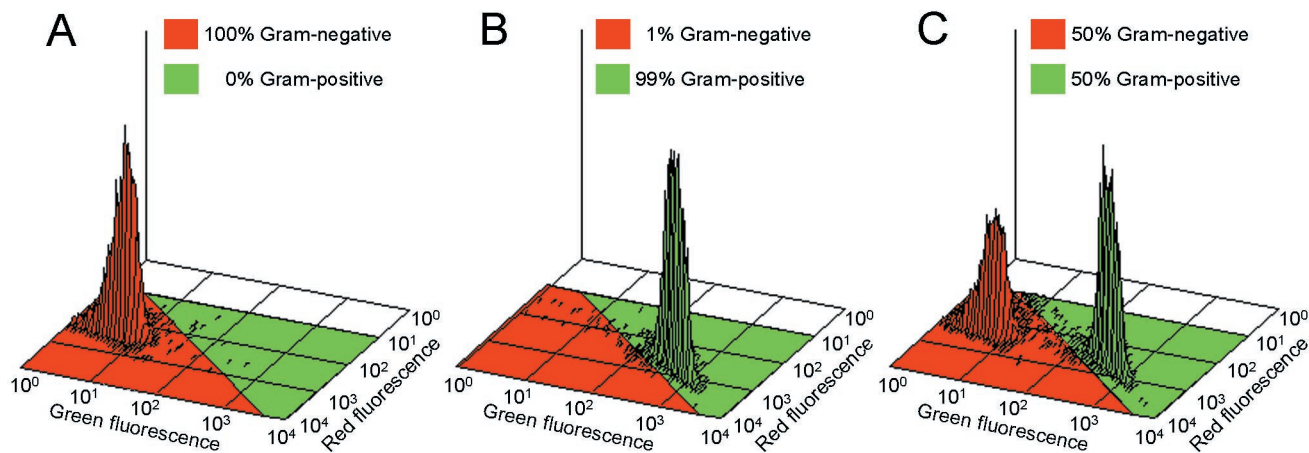 A
100% Gram-negative
0% Gram-positive
10⁰
10¹
10²
10³
10⁴
Green fluorescence
10⁴
10³
10²
10¹
10⁰
Red fluorescence
B
1% Gram-negative
99% Gram-positive
10⁰
10¹
10²
10³
10⁴
Green fluorescence
10⁴
10³
10²
10¹
10⁰
Red fluorescence
C
50% Gram-negative
50% Gram-positive
10⁰
10¹
10²
10³
10⁴
Green fluorescence
10⁴
10³
10²
10¹
10⁰
Red fluorescence